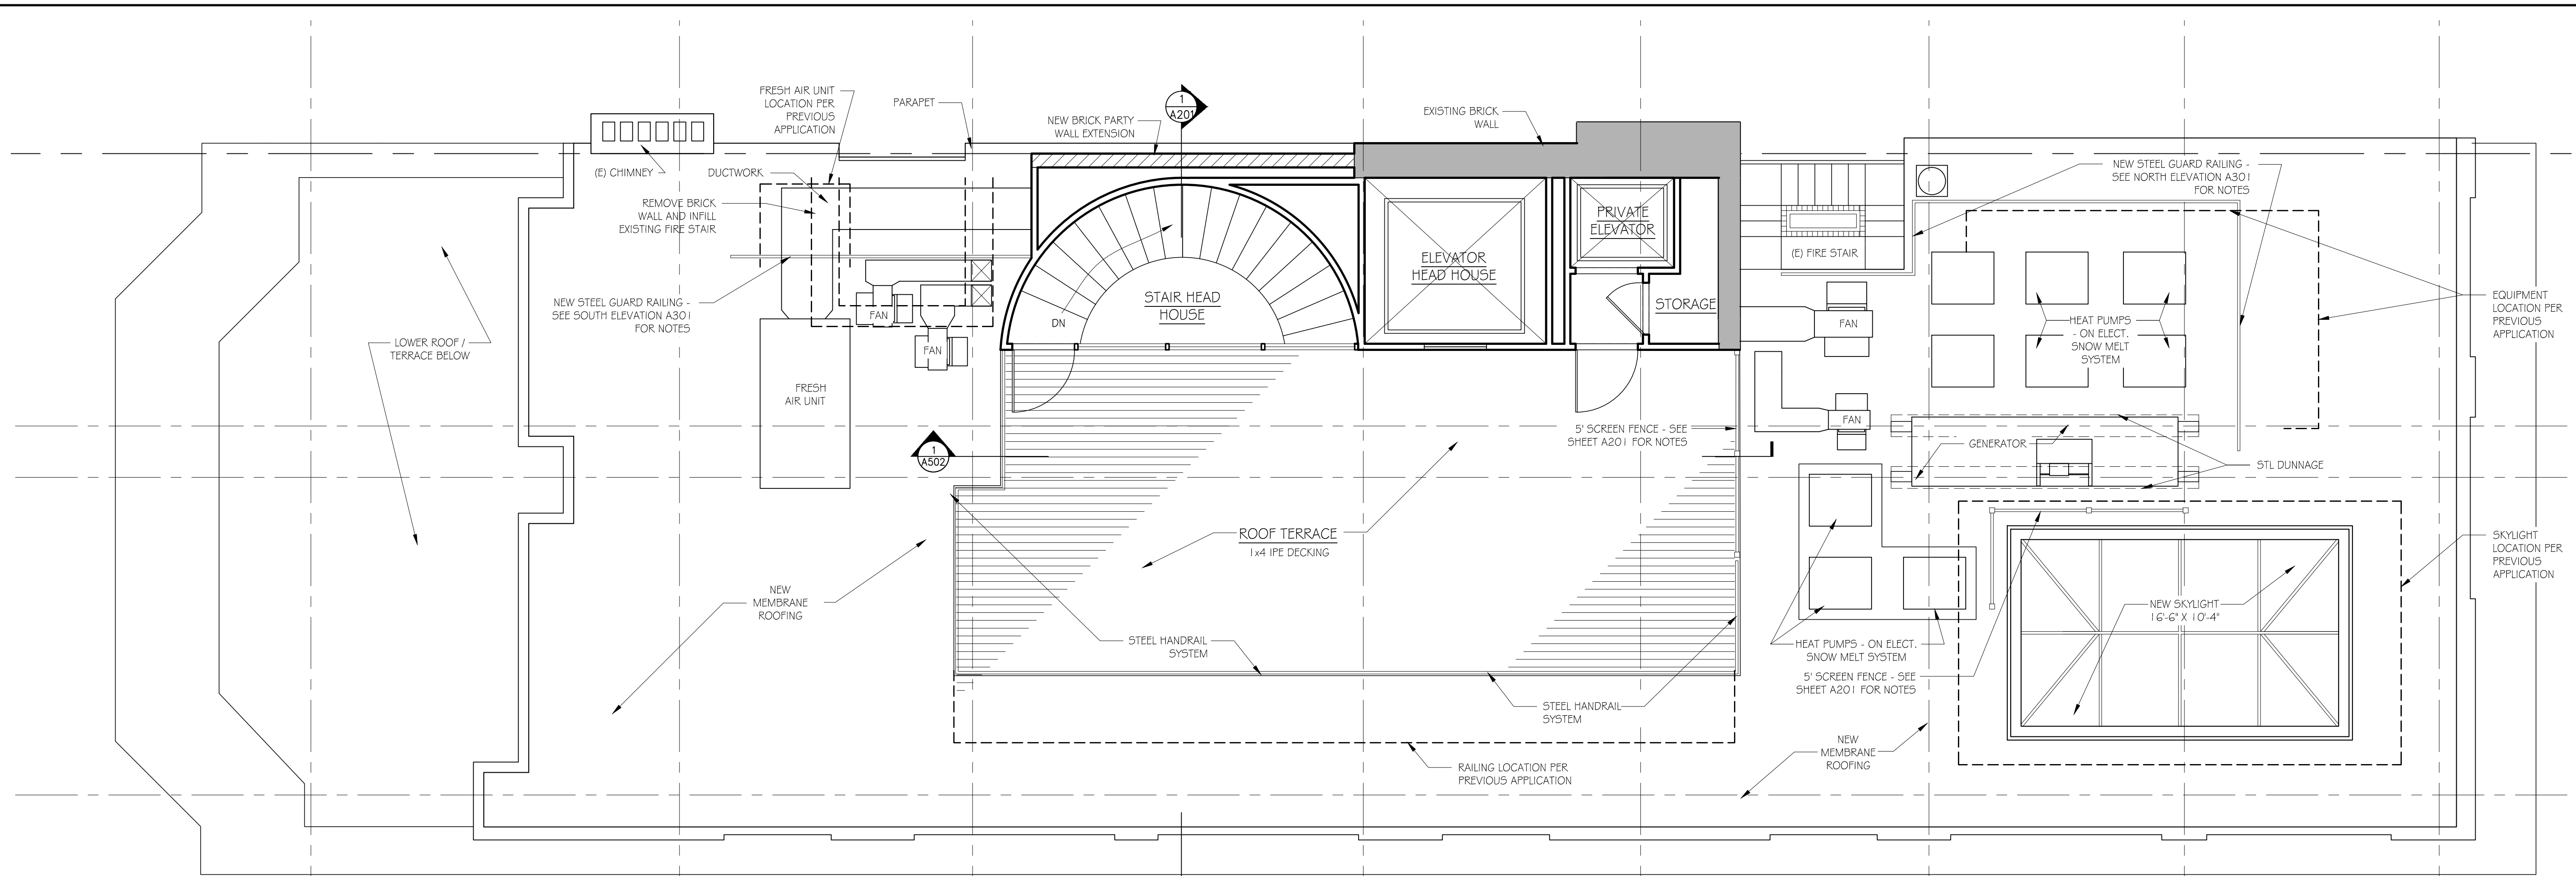 FRESH AIR UNIT
LOCATION PER
PREVIOUS
APPLICATION
PARAPET
NEW BRICK PARTY
WALL EXTENSION
1
A201
EXISTING BRICK
WALL
(E) CHIMNEY
DUCTWORK
REMOVE BRICK
WALL AND INFILL
EXISTING FIRE STAIR
NEW STEEL GUARD RAILING -
SEE SOUTH ELEVATION A301
FOR NOTES
LOWER ROOF /
TERRACE BELOW
FAN
FAN
FRESH
AIR UNIT
DN
STAIR HEAD
HOUSE
ELEVATOR
HEAD HOUSE
PRIVATE
ELEVATOR
STORAGE
(E) FIRE STAIR
NEW STEEL GUARD RAILING -
SEE NORTH ELEVATION A301
FOR NOTES
FAN
FAN
HEAT PUMPS
- ON ELECT.
SNOW MELT
SYSTEM
EQUIPMENT
LOCATION PER
PREVIOUS
APPLICATION
5' SCREEN FENCE - SEE
SHEET A201 FOR NOTES
GENERATOR
STL DUNNAGE
1
A502
ROOF TERRACE
1x4 IPE DECKING
NEW
MEMBRANE
ROOFING
STEEL HANDRAIL
SYSTEM
STEEL HANDRAIL
SYSTEM
RAILING LOCATION PER
PREVIOUS APPLICATION
HEAT PUMPS - ON ELECT.
SNOW MELT SYSTEM
5' SCREEN FENCE - SEE
SHEET A201 FOR NOTES
NEW
MEMBRANE
ROOFING
NEW SKYLIGHT
16'-6" X 10'-4"
SKYLIGHT
LOCATION PER
PREVIOUS
APPLICATION